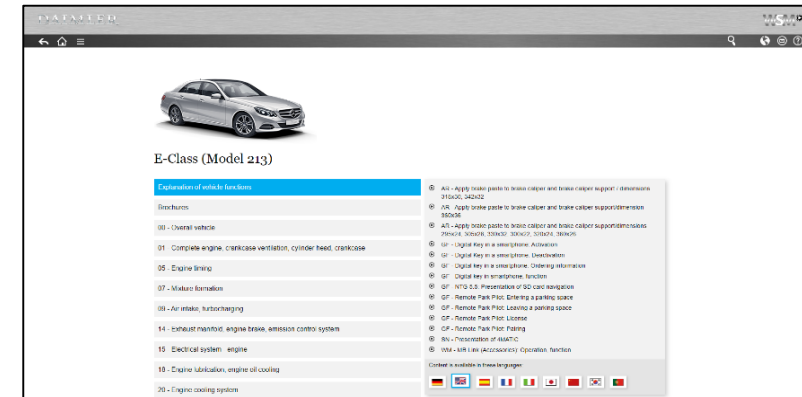 DAIMLER
E-Class (Model 213)
Explanation of vehicle functions
Brochures
00 - Overall vehicle
01 - Complete engine, crankcase ventilation, cylinder head, crankcase
05 - Engine timing
07 - Mixture formation
09 - Air intake, turbocharging
14 - Exhaust manifold, engine brake, emission control system
15 - Electrical system - engine
18 - Engine lubrication, engine oil cooling
20 - Engine cooling system
AR - Apply brake paste to brake caliper and brake caliper support / dimensions
318x30, 342x32
AR - Apply brake paste to brake caliper and brake caliper support/dimension
360x36
AR - Apply brake paste to brake caliper and brake caliper support/dimensions
GF - Digital Key in a smartphone, Activation
GF - Digital Key in a smartphone, Deactivation
GF - Digital Key in a smartphone, Ordering information
GF - Digital Key in smartphone, function
GF - NTG 5.5, Presentation of SD card navigation
GF - Remote Park Pilot: Entering a parking space
GF - Remote Park Pilot: Leaving a parking space
GF - Remote Park Pilot: License
GF - Remote Park Pilot: Pairing
SN - Presentation of 4MATIC
WM - MB Link (Accessories): Operation, function
Content is available in these languages